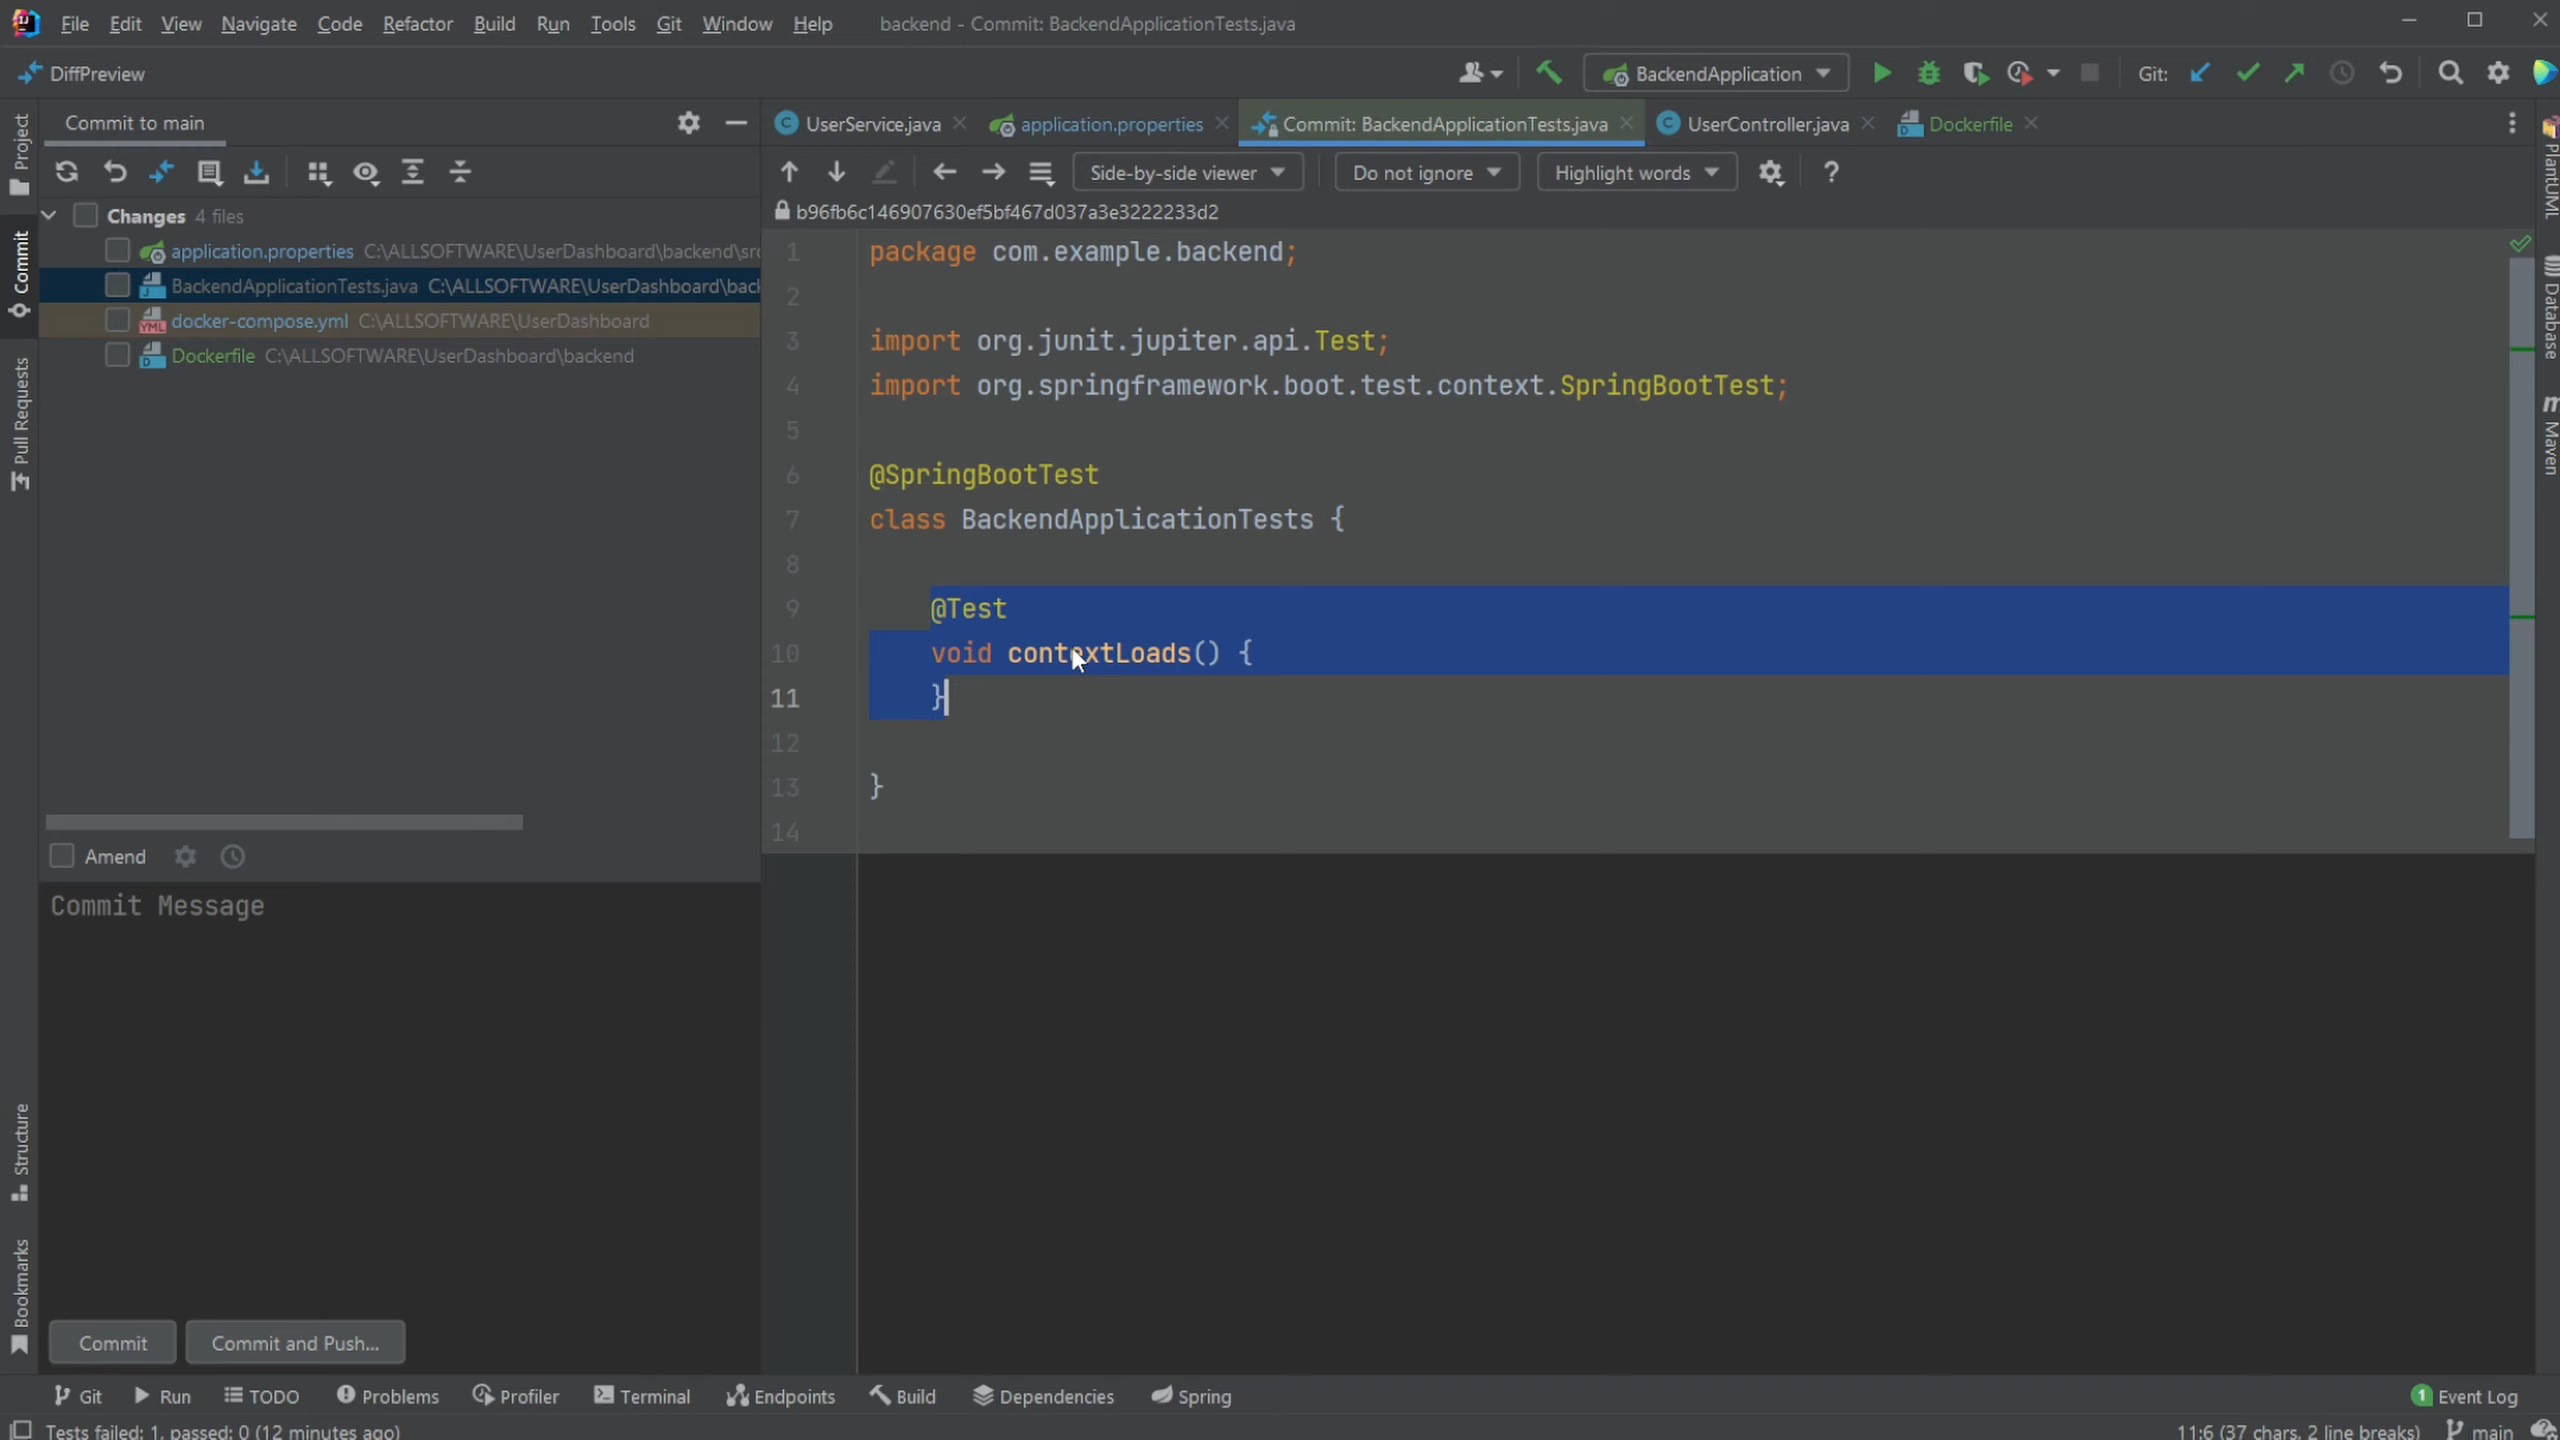 File Edit View Navigate Code Refactor Build Run Tools Git Window Help backend - Commit: BackendApplicationTests.java
DiffPreview BackendApplication Git:
Commit to main
UserService.java application.properties Commit: BackendApplicationTests.java UserController.java Dockerfile
Side-by-side viewer Do not ignore Highlight words ?
b96fb6c146907630ef5bf467d037a3e3222233d2
Changes 4 files
application.properties C:\ALLSOFTWARE\UserDashboard\backend\src
BackendApplicationTests.java C:\ALLSOFTWARE\UserDashboard\back
docker-compose.yml C:\ALLSOFTWARE\UserDashboard
Dockerfile C:\ALLSOFTWARE\UserDashboard\backend
Amend
Commit Message
Commit Commit and Push...
1 package com.example.backend;
2
3 import org.junit.jupiter.api.Test;
4 import org.springframework.boot.test.context.SpringBootTest;
5
6 @SpringBootTest
7 class BackendApplicationTests {
8
9 @Test
10 void contextLoads() {
11 }
12
13 }
14
Project
Commit
Pull Requests
Structure
Bookmarks
PlantUML
Database
Maven
Git Run TODO Problems Profiler Terminal Endpoints Build Dependencies Spring 1 Event Log
Tests failed: 1, passed: 0 (12 minutes ago) 11:6 (37 chars, 2 line breaks) main